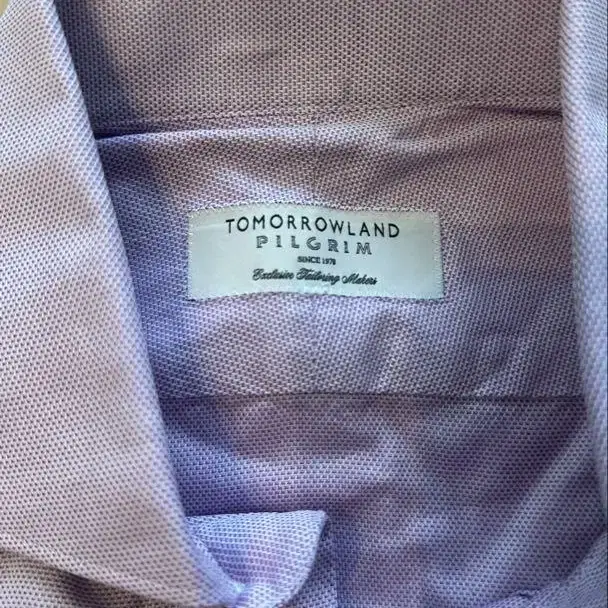 TOMORROWLAND
PILGRIM
SINCE 1978
Exclusive Tailoring Makers